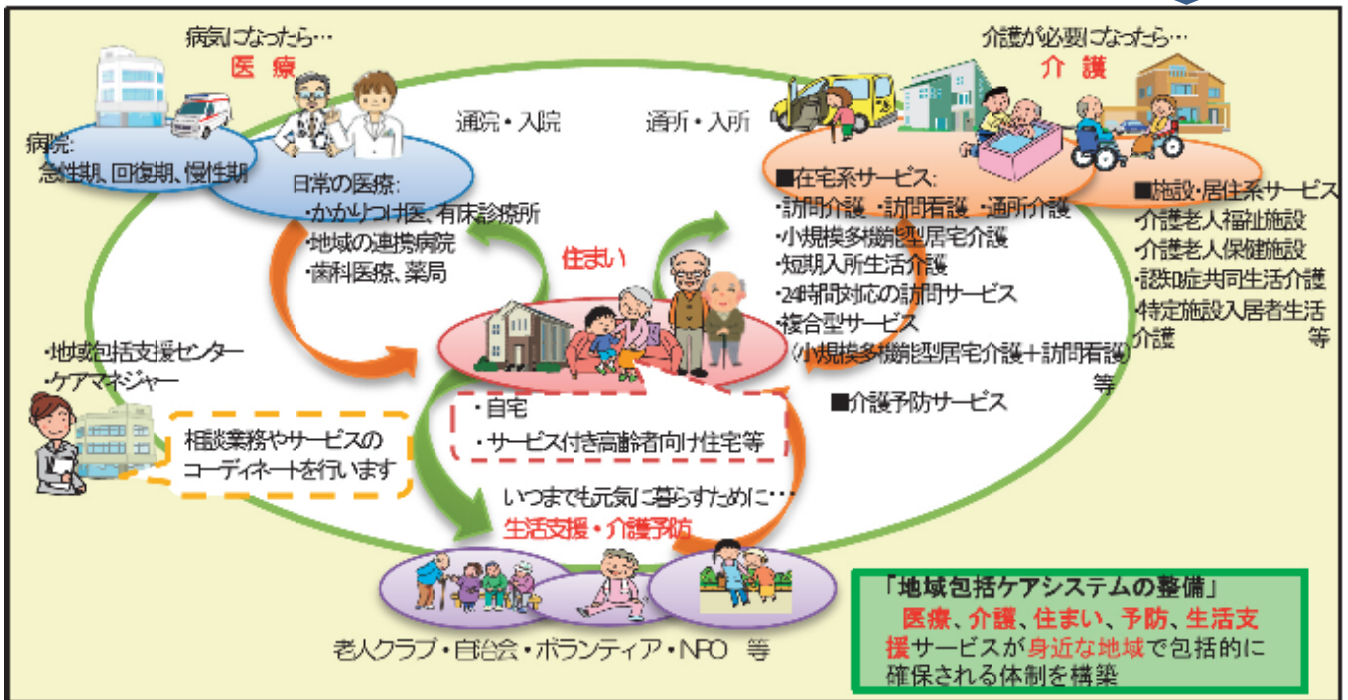 病気になったら…
医 療
病院:
急性期、回復期、慢性期
日常の医療:
・かかりつけ医、有床診療所
・地域の連携病院
・歯科医療、薬局
通院・入院
通所・入所
介護が必要になったら…
介 護
■在宅系サービス:
・訪問介護 ・訪問看護 ・通所介護
・小規模多機能型居宅介護
・短期入所生活介護
・24時間対応の訪問サービス
・複合型サービス
（小規模多機能型居宅介護＋訪問看護）
等
■介護予防サービス
■施設・居住系サービス
・介護老人福祉施設
・介護老人保健施設
・認知症共同生活介護
・特定施設入居者生活
介護 等
住まい
・自宅
・サービス付き高齢者向け住宅等
・地域包括支援センター
・ケアマネジャー
相談業務やサービスの
コーディネートを行います
いつまでも元気に暮らすために…
生活支援・介護予防
老人クラブ・自治会・ボランティア・NPO 等
「地域包括ケアシステムの整備」
医療、介護、住まい、予防、生活支
援サービスが身近な地域で包括的に
確保される体制を構築